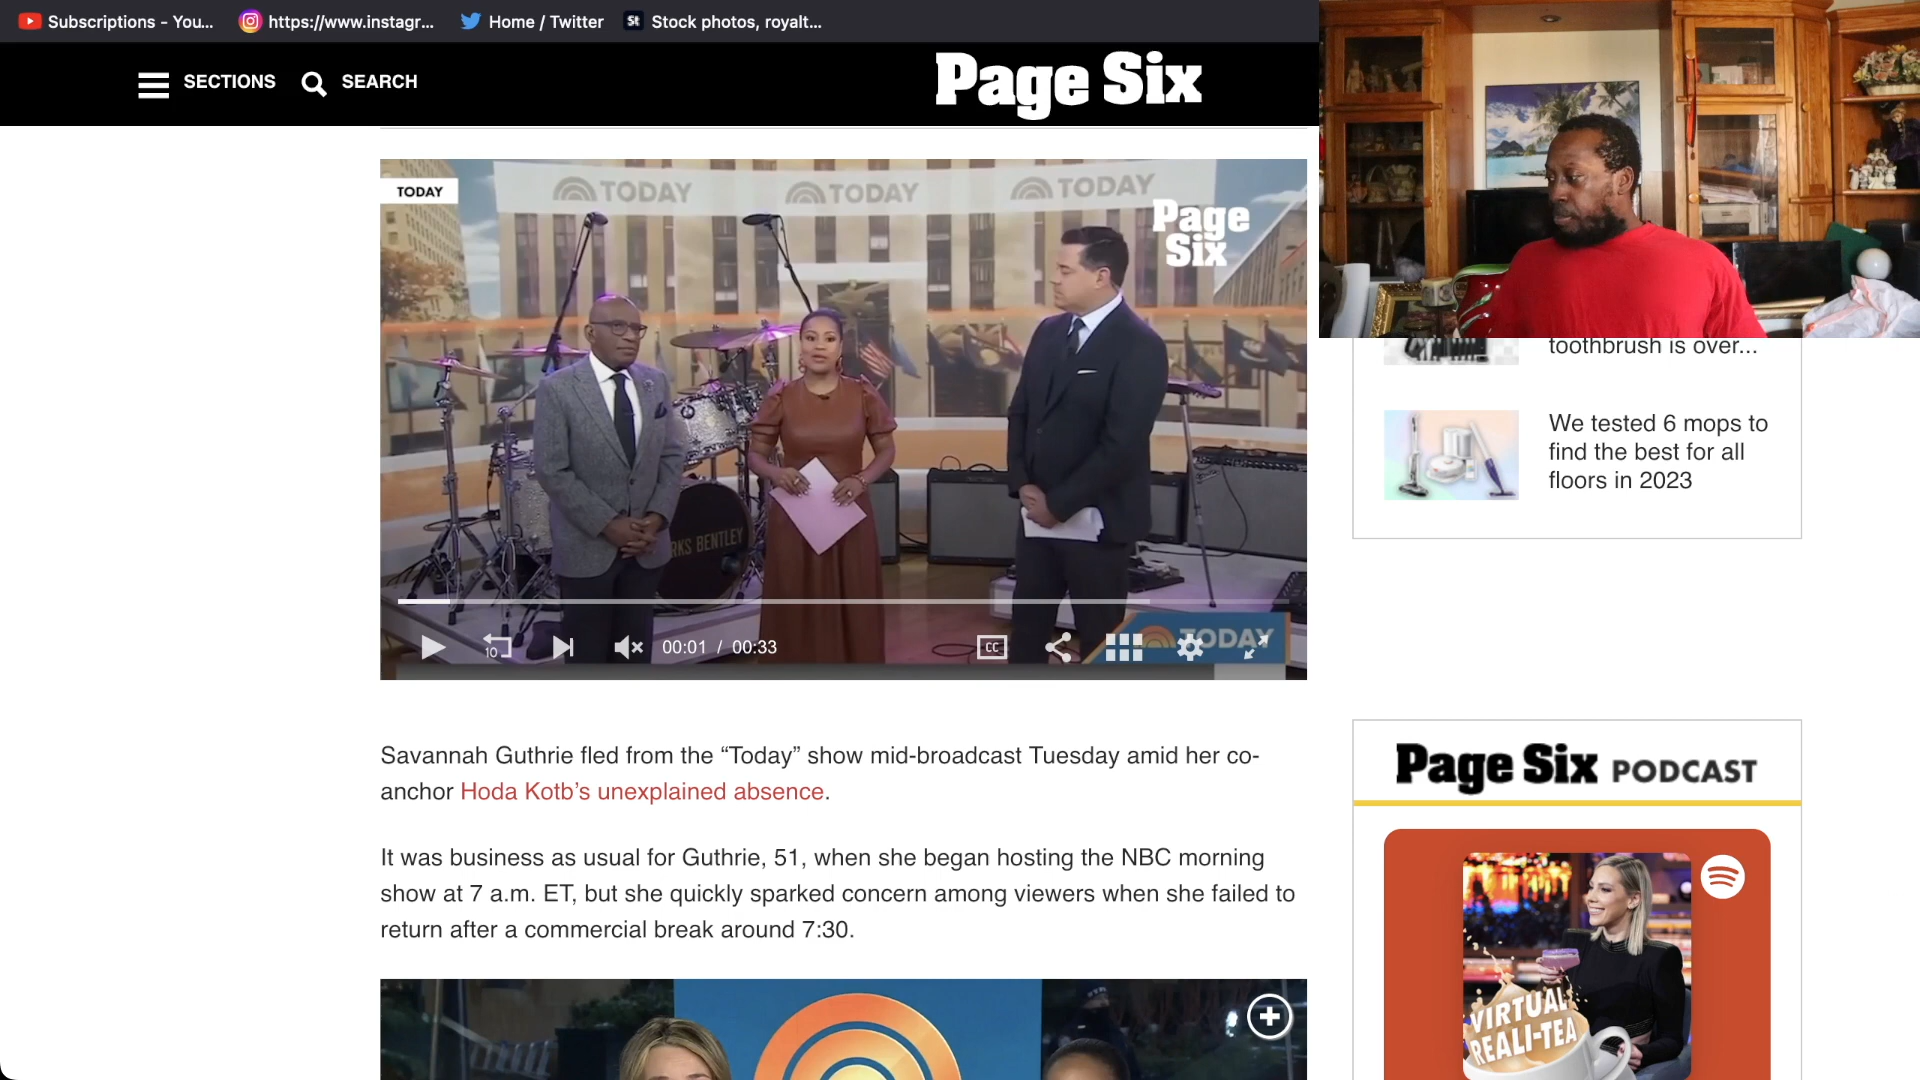 Subscriptions - You...
https://www.instagr...
Home / Twitter
St
Stock photos, royalt...
SECTIONS
SEARCH
Page Six
TODAY
TODAY
TODAY
TODAY
Page
Six
RKS BENTLEY
10
00:01 / 00:33
CC
TODAY
Savannah Guthrie fled from the “Today” show mid-broadcast Tuesday amid her co-
anchor Hoda Kotb’s unexplained absence.
It was business as usual for Guthrie, 51, when she began hosting the NBC morning
show at 7 a.m. ET, but she quickly sparked concern among viewers when she failed to
return after a commercial break around 7:30.
toothbrush is over...
We tested 6 mops to
find the best for all
floors in 2023
Page Six PODCAST
VIRTUAL
REALI-TEA